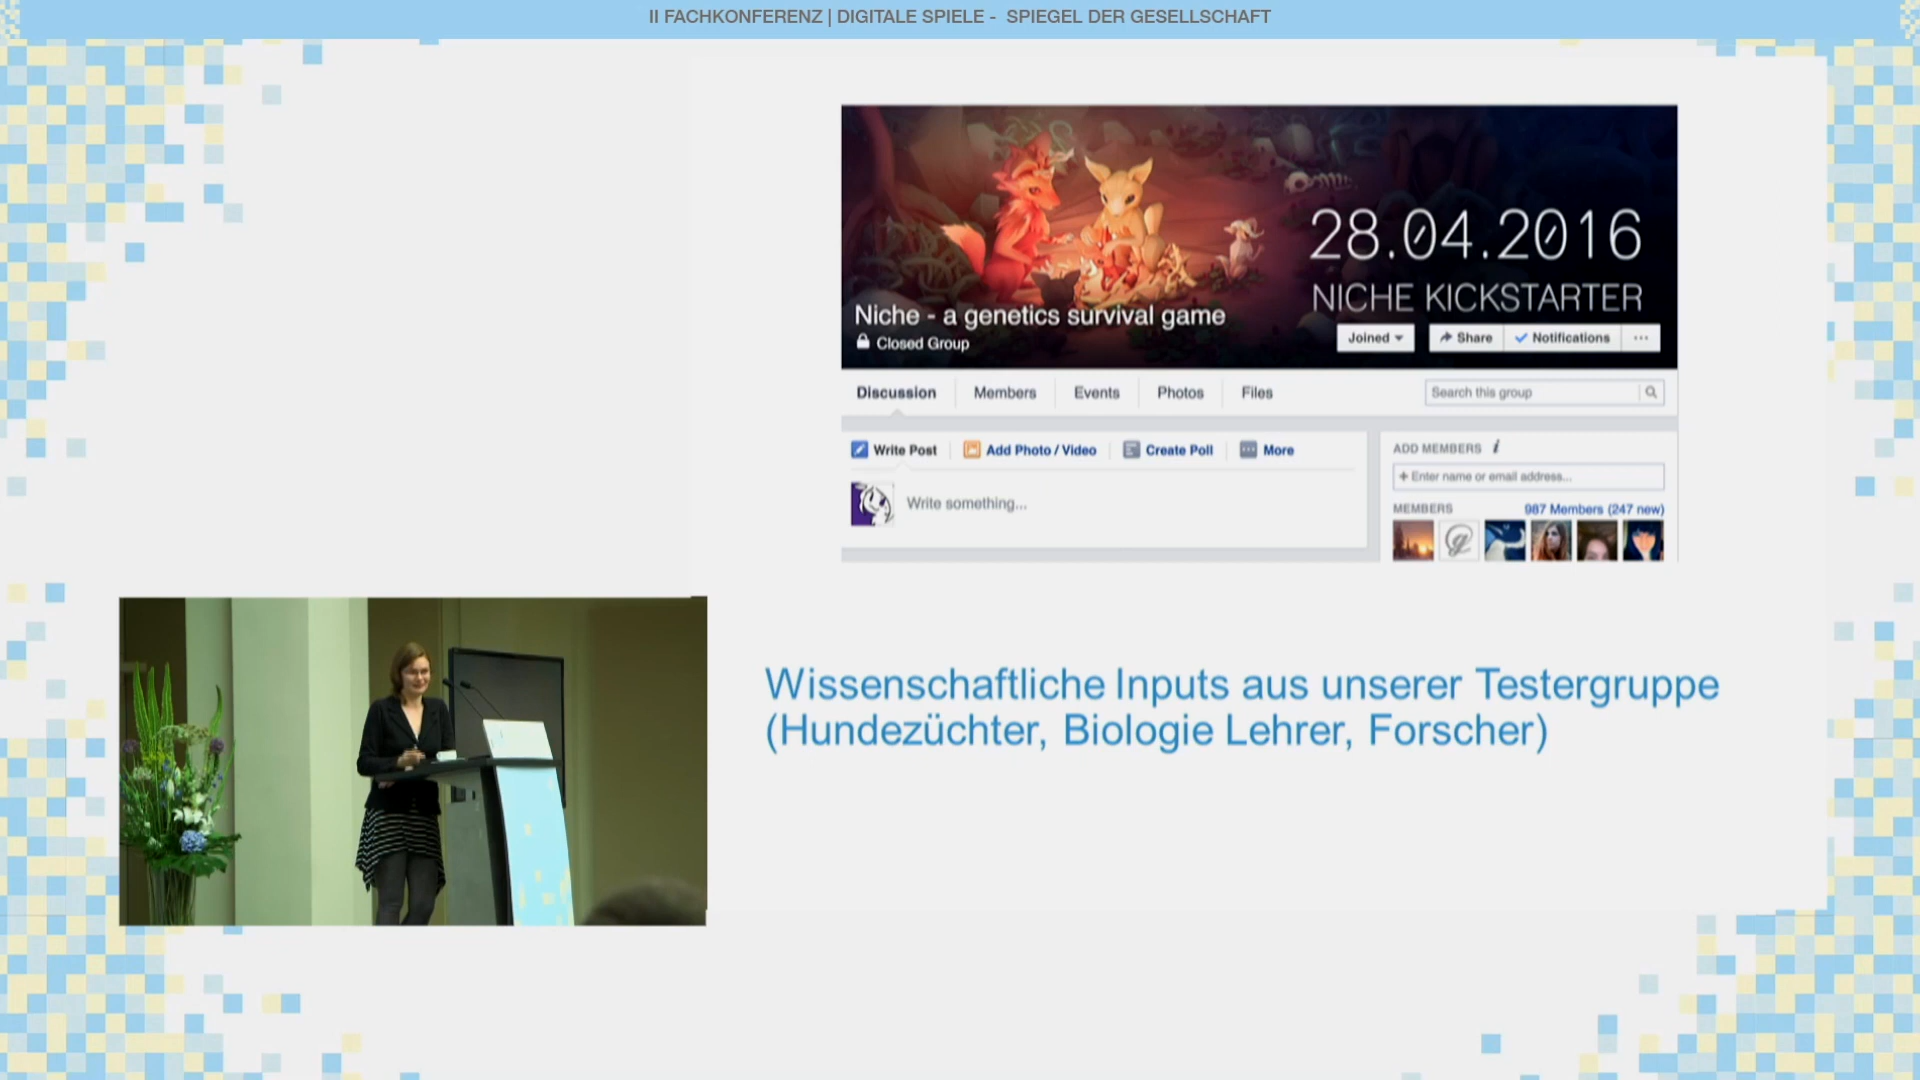 II FACHKONFERENZ | DIGITALE SPIELE - SPIEGEL DER GESELLSCHAFT
28.04.2016
NICHE KICKSTARTER
Niche - a genetics survival game
Closed Group
Joined
Share
Notifications
Discussion
Members
Events
Photos
Files
Search this group
Write Post
Add Photo / Video
Create Poll
More
Write something...
ADD MEMBERS i
+ Enter name or email address...
MEMBERS
987 Members (247 new)
Wissenschaftliche Inputs aus unserer Testergruppe
(Hundezüchter, Biologie Lehrer, Forscher)